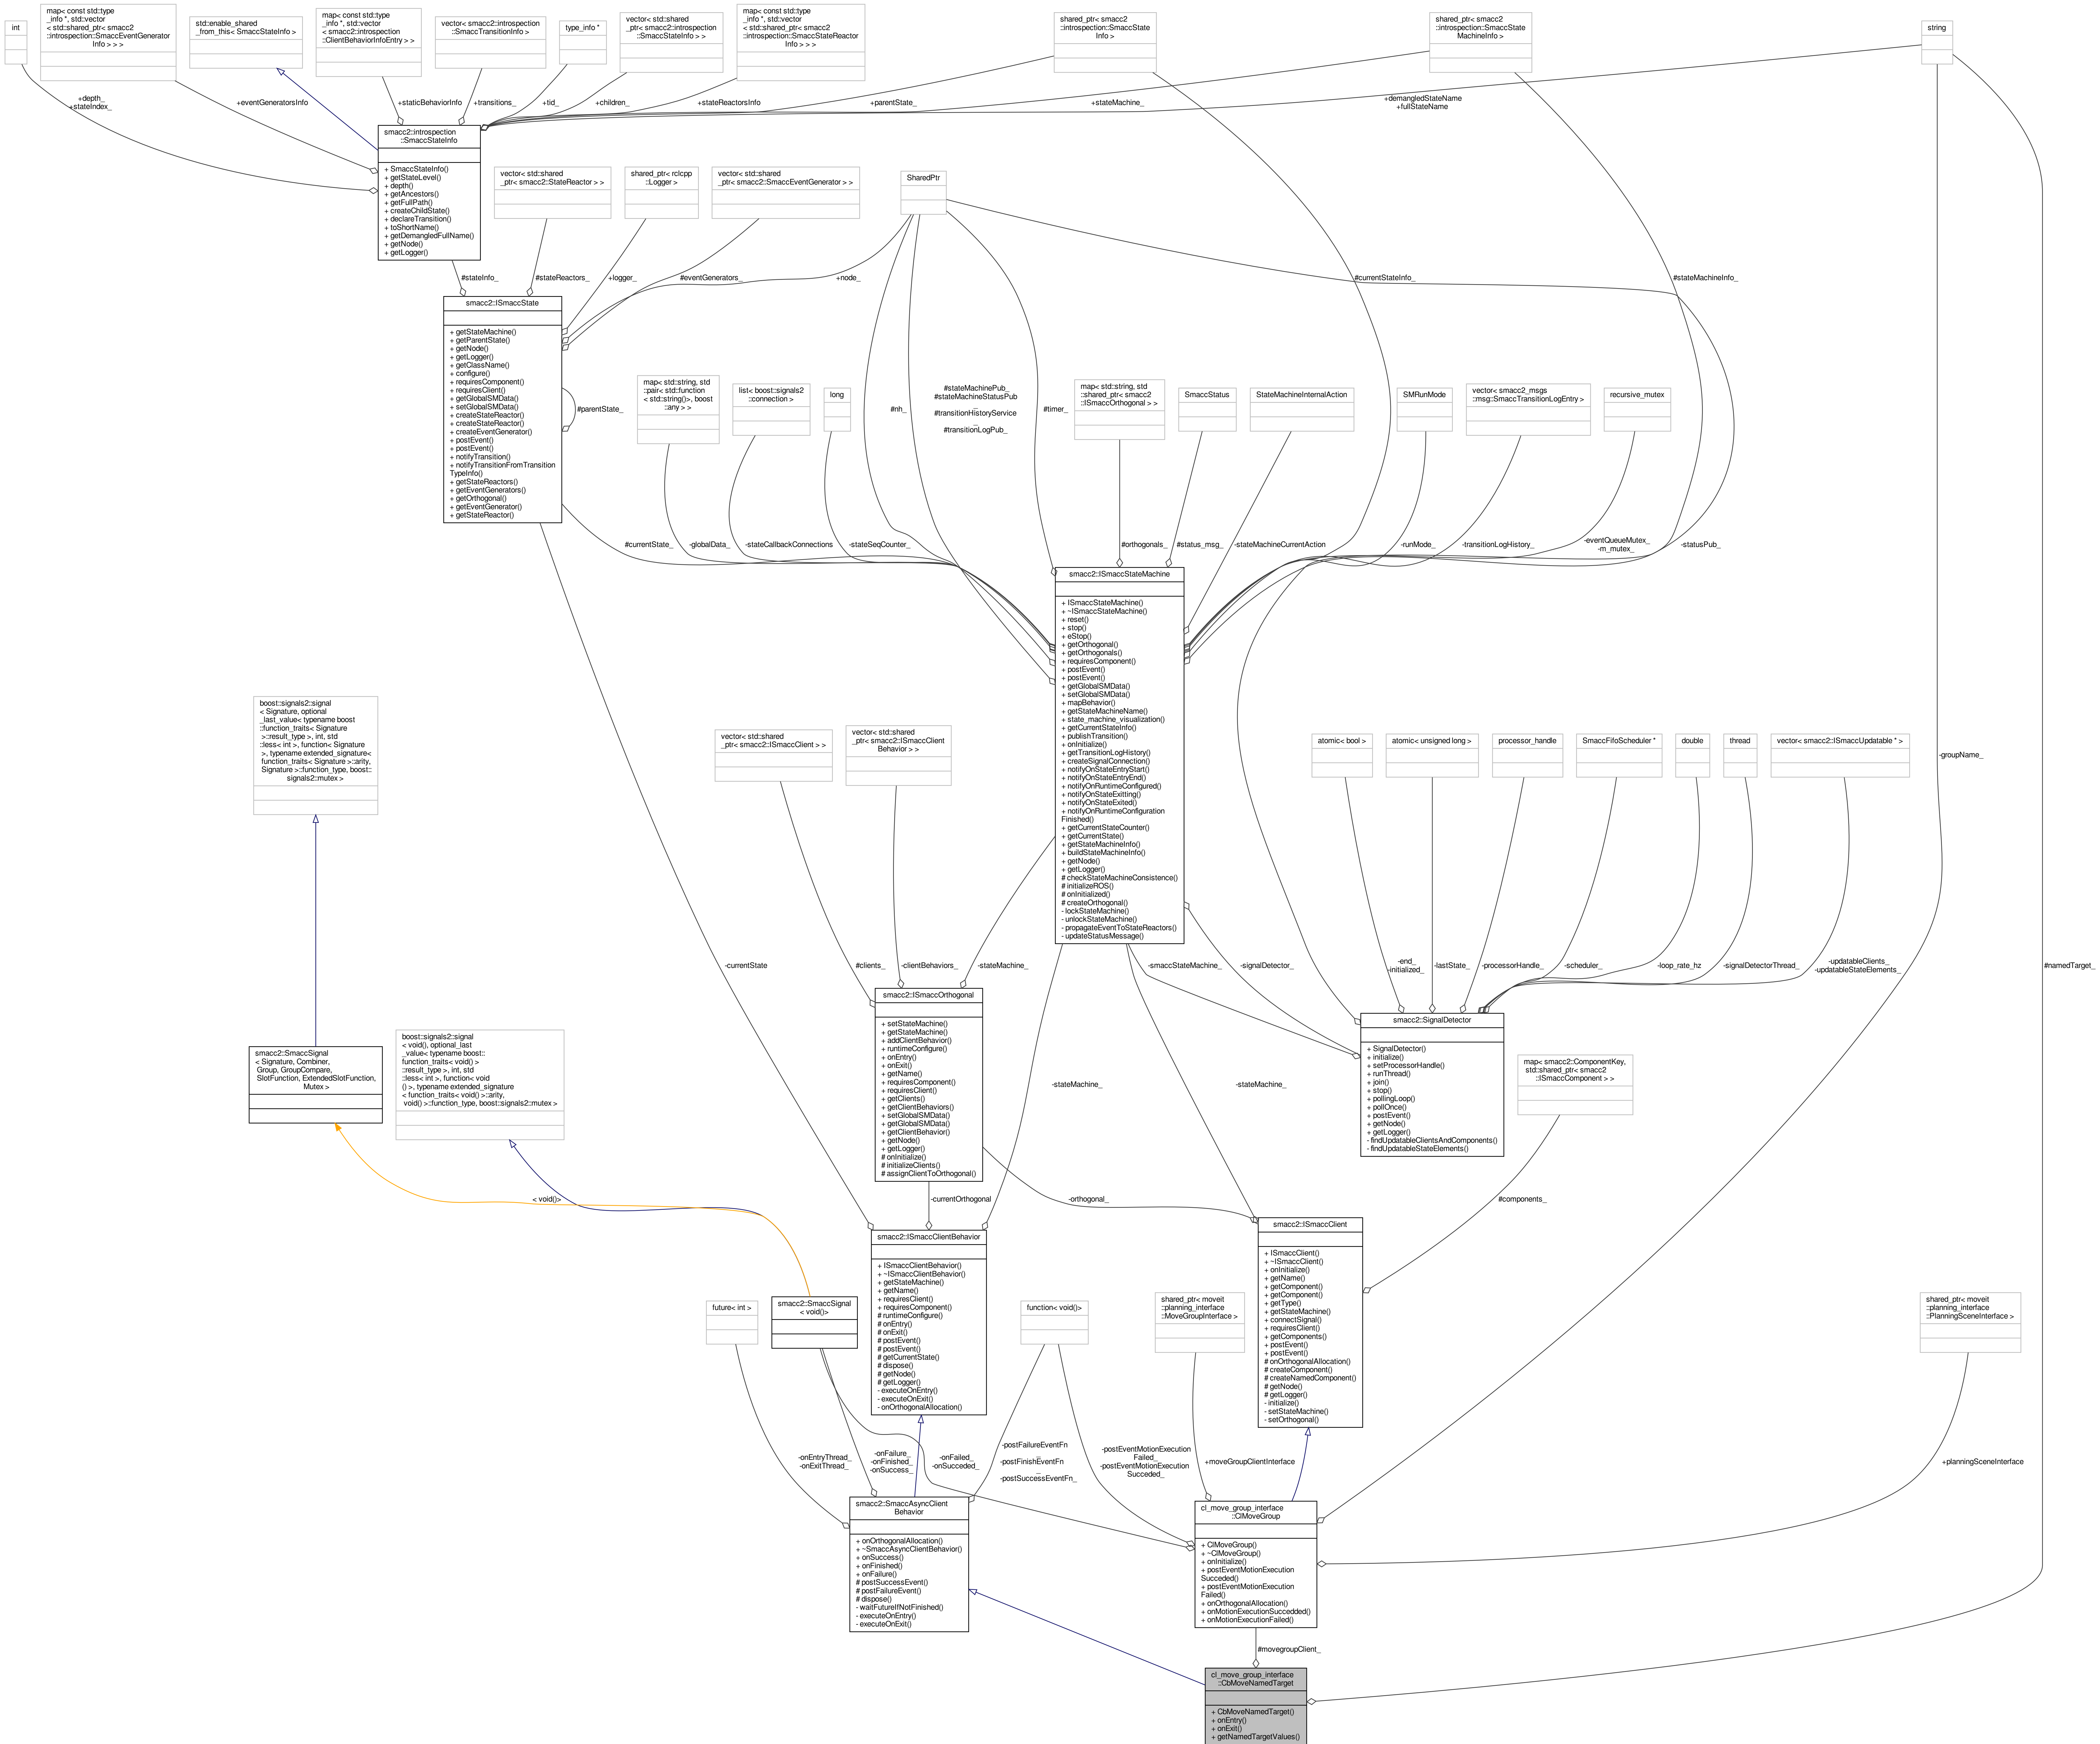 int
map< const std::type
_info *, std::vector
< std::shared_ptr< smacc2
::introspection::SmaccEventGenerator
Info > > >
std::enable_shared
_from_this< SmaccStateInfo >
map< const std::type
_info *, std::vector
< smacc2::introspection
::ClientBehaviorInfoEntry > >
vector< smacc2::introspection
::SmaccTransitionInfo >
type_info *
vector< std::shared
_ptr< smacc2::introspection
::SmaccStateInfo > >
map< const std::type
_info *, std::vector
< std::shared_ptr< smacc2
::introspection::SmaccStateReactor
Info > > >
shared_ptr< smacc2
::introspection::SmaccState
Info >
shared_ptr< smacc2
::introspection::SmaccState
MachineInfo >
string
+depth_
+stateIndex_
+eventGeneratorsInfo
+staticBehaviorInfo
+transitions_
+tid_
+children_
+stateReactorsInfo
+parentState_
+stateMachine_
+demangledStateName
+fullStateName
smacc2::introspection
::SmaccStateInfo
+ SmaccStateInfo()
+ getStateLevel()
+ depth()
+ getAncestors()
+ getFullPath()
+ createChildState()
+ declareTransition()
+ toShortName()
+ getDemangledFullName()
+ getNode()
+ getLogger()
vector< std::shared
_ptr< smacc2::StateReactor > >
shared_ptr< rclcpp
::Logger >
vector< std::shared
_ptr< smacc2::SmaccEventGenerator > >
SharedPtr
#stateInfo_
#stateReactors_
+logger_
#eventGenerators_
+node_
#currentStateInfo_
#stateMachineInfo_
smacc2::ISmaccState
+ getStateMachine()
+ getParentState()
+ getNode()
+ getLogger()
+ getClassName()
+ configure()
+ requiresComponent()
+ requiresClient()
+ getGlobalSMData()
+ setGlobalSMData()
+ createStateReactor()
+ createStateReactor()
+ createEventGenerator()
+ postEvent()
+ postEvent()
+ notifyTransition()
+ notifyTransitionFromTransition
TypeInfo()
+ getStateReactors()
+ getEventGenerators()
+ getOrthogonal()
+ getEventGenerator()
+ getStateReactor()
#parentState_
map< std::string, std
::pair< std::function
< std::string()>, boost
::any > >
list< boost::signals2
::connection >
long
#nh_
#stateMachinePub_
#stateMachineStatusPub
_
#transitionHistoryService
_
#transitionLogPub_
#timer_
map< std::string, std
::shared_ptr< smacc2
::ISmaccOrthogonal > >
SmaccStatus
StateMachineInternalAction
SMRunMode
vector< smacc2_msgs
::msg::SmaccTransitionLogEntry >
recursive_mutex
#currentState_
-globalData_
-stateCallbackConnections
-stateSeqCounter_
#orthogonals_
#status_msg_
-stateMachineCurrentAction
-runMode_
-transitionLogHistory_
-eventQueueMutex_
-m_mutex_
-statusPub_
smacc2::ISmaccStateMachine
+ ISmaccStateMachine()
+ ~ISmaccStateMachine()
+ reset()
+ stop()
+ eStop()
+ getOrthogonal()
+ getOrthogonals()
+ requiresComponent()
+ postEvent()
+ postEvent()
+ getGlobalSMData()
+ setGlobalSMData()
+ mapBehavior()
+ getStateMachineName()
+ state_machine_visualization()
+ getCurrentStateInfo()
+ publishTransition()
+ onInitialize()
+ getTransitionLogHistory()
+ createSignalConnection()
+ notifyOnStateEntryStart()
+ notifyOnStateEntryEnd()
+ notifyOnRuntimeConfigured()
+ notifyOnStateExitting()
+ notifyOnStateExited()
+ notifyOnRuntimeConfiguration
Finished()
+ getCurrentStateCounter()
+ getCurrentState()
+ getStateMachineInfo()
+ buildStateMachineInfo()
+ getNode()
+ getLogger()
# checkStateMachineConsistence()
# initializeROS()
# onInitialized()
# createOrthogonal()
- lockStateMachine()
- unlockStateMachine()
- propagateEventToStateReactors()
- updateStatusMessage()
boost::signals2::signal
< Signature, optional
_last_value< typename boost
::function_traits< Signature
>::result_type >, int, std
::less< int >, function< Signature
>, typename extended_signature<
function_traits< Signature >::arity,
Signature >::function_type, boost::
signals2::mutex >
vector< std::shared
_ptr< smacc2::ISmaccClient > >
vector< std::shared
_ptr< smacc2::ISmaccClient
Behavior > >
atomic< bool >
atomic< unsigned long >
processor_handle
SmaccFifoScheduler *
double
thread
vector< smacc2::ISmaccUpdatable * >
-groupName_
-currentState
#clients_
-clientBehaviors_
-stateMachine_
-smaccStateMachine_
-signalDetector_
-end_
-initialized_
-lastState_
-processorHandle_
-scheduler_
-loop_rate_hz
-signalDetectorThread_
-updatableClients_
-updatableStateElements_
#namedTarget_
smacc2::ISmaccOrthogonal
+ setStateMachine()
+ getStateMachine()
+ addClientBehavior()
+ runtimeConfigure()
+ onEntry()
+ onExit()
+ getName()
+ requiresComponent()
+ requiresClient()
+ getClients()
+ getClientBehaviors()
+ setGlobalSMData()
+ getGlobalSMData()
+ getClientBehavior()
+ getNode()
+ getLogger()
# onInitialize()
# initializeClients()
# assignClientToOrthogonal()
smacc2::SignalDetector
+ SignalDetector()
+ initialize()
+ setProcessorHandle()
+ runThread()
+ join()
+ stop()
+ pollingLoop()
+ pollOnce()
+ postEvent()
+ getNode()
+ getLogger()
- findUpdatableClientsAndComponents()
- findUpdatableStateElements()
smacc2::SmaccSignal
< Signature, Combiner,
Group, GroupCompare,
SlotFunction, ExtendedSlotFunction,
Mutex >
boost::signals2::signal
< void(), optional_last
_value< typename boost::
function_traits< void() >
::result_type >, int, std
::less< int >, function< void
() >, typename extended_signature
< function_traits< void() >::arity,
void() >::function_type, boost::signals2::mutex >
-stateMachine_
-stateMachine_
map< smacc2::ComponentKey,
std::shared_ptr< smacc2
::ISmaccComponent > >
< void()>
-currentOrthogonal
-orthogonal_
#components_
smacc2::ISmaccClientBehavior
+ ISmaccClientBehavior()
+ ~ISmaccClientBehavior()
+ getStateMachine()
+ getName()
+ requiresClient()
+ requiresComponent()
# runtimeConfigure()
# onEntry()
# onExit()
# postEvent()
# postEvent()
# getCurrentState()
# dispose()
# getNode()
# getLogger()
- executeOnEntry()
- executeOnExit()
- onOrthogonalAllocation()
smacc2::ISmaccClient
+ ISmaccClient()
+ ~ISmaccClient()
+ onInitialize()
+ getName()
+ getComponent()
+ getComponent()
+ getType()
+ getStateMachine()
+ connectSignal()
+ requiresClient()
+ getComponents()
+ postEvent()
+ postEvent()
# onOrthogonalAllocation()
# createComponent()
# createNamedComponent()
# getNode()
# getLogger()
- initialize()
- setStateMachine()
- setOrthogonal()
future< int >
smacc2::SmaccSignal
< void()>
function< void()>
shared_ptr< moveit
::planning_interface
::MoveGroupInterface >
shared_ptr< moveit
::planning_interface
::PlanningSceneInterface >
-onEntryThread_
-onExitThread_
-onFailure_
-onFinished_
-onSuccess_
-onFailed_
-onSucceded_
-postFailureEventFn
_
-postFinishEventFn
_
-postSuccessEventFn_
-postEventMotionExecution
Failed_
-postEventMotionExecution
Succeded_
+moveGroupClientInterface
+planningSceneInterface
smacc2::SmaccAsyncClient
Behavior
+ onOrthogonalAllocation()
+ ~SmaccAsyncClientBehavior()
+ onSuccess()
+ onFinished()
+ onFailure()
# postSuccessEvent()
# postFailureEvent()
# dispose()
- waitFutureIfNotFinished()
- executeOnEntry()
- executeOnExit()
cl_move_group_interface
::ClMoveGroup
+ ClMoveGroup()
+ ~ClMoveGroup()
+ onInitialize()
+ postEventMotionExecution
Succeded()
+ postEventMotionExecution
Failed()
+ onOrthogonalAllocation()
+ onMotionExecutionSuccedded()
+ onMotionExecutionFailed()
#movegroupClient_
cl_move_group_interface
::CbMoveNamedTarget
+ CbMoveNamedTarget()
+ onEntry()
+ onExit()
+ getNamedTargetValues()